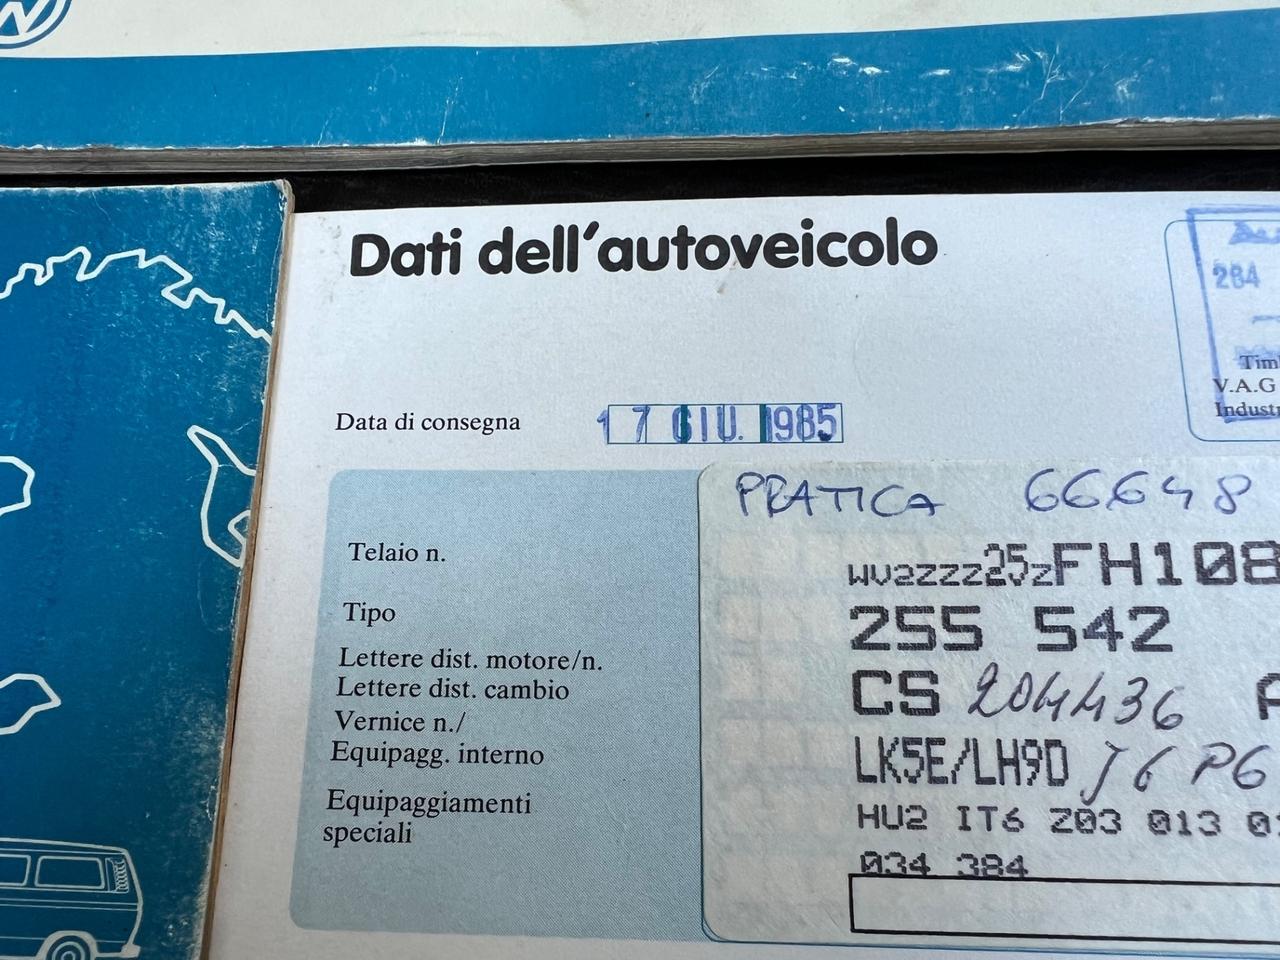 Dati dell'autoveicolo
284
Data di consegna
17 GIU. 1985
V.A.G
PRATICA 66648
Telaio n.
WV2ZZZ25ZFH108
Tipo
255 542
Lettere dist. motore/n.
CS 204436
Lettere dist. cambio
Vernice n./
LK5E/LH9D J6 P6
Equipagg. interno
Equipaggiamenti
speciali
HU2 IT6 Z03 013
034 384